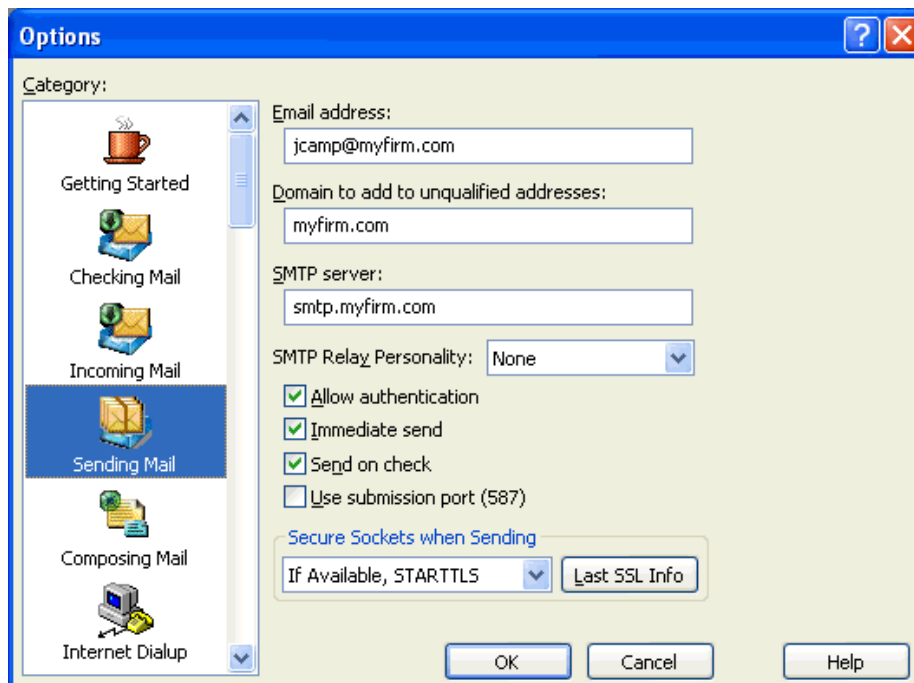 Options
Category:
Getting Started
Checking Mail
Incoming Mail
Sending Mail
Composing Mail
Internet Dialup
Email address:
jcamp@myfirm.com
Domain to add to unqualified addresses:
myfirm.com
SMTP server:
smtp.myfirm.com
SMTP Relay Personality: None
Allow authentication
Immediate send
Send on check
Use submission port (587)
Secure Sockets when Sending
If Available, STARTTLS Last SSL Info
OK Cancel Help